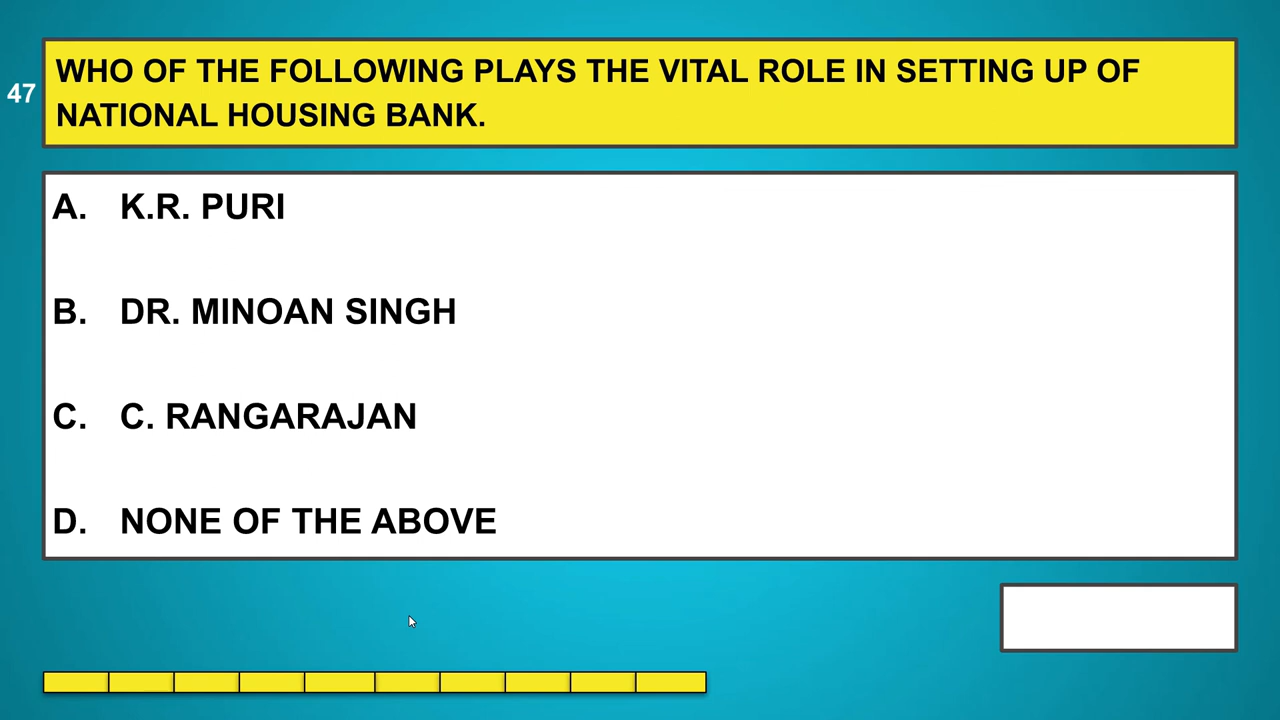 47
WHO OF THE FOLLOWING PLAYS THE VITAL ROLE IN SETTING UP OF
NATIONAL HOUSING BANK.
A. K.R. PURI
B. DR. MINOAN SINGH
C. C. RANGARAJAN
D. NONE OF THE ABOVE